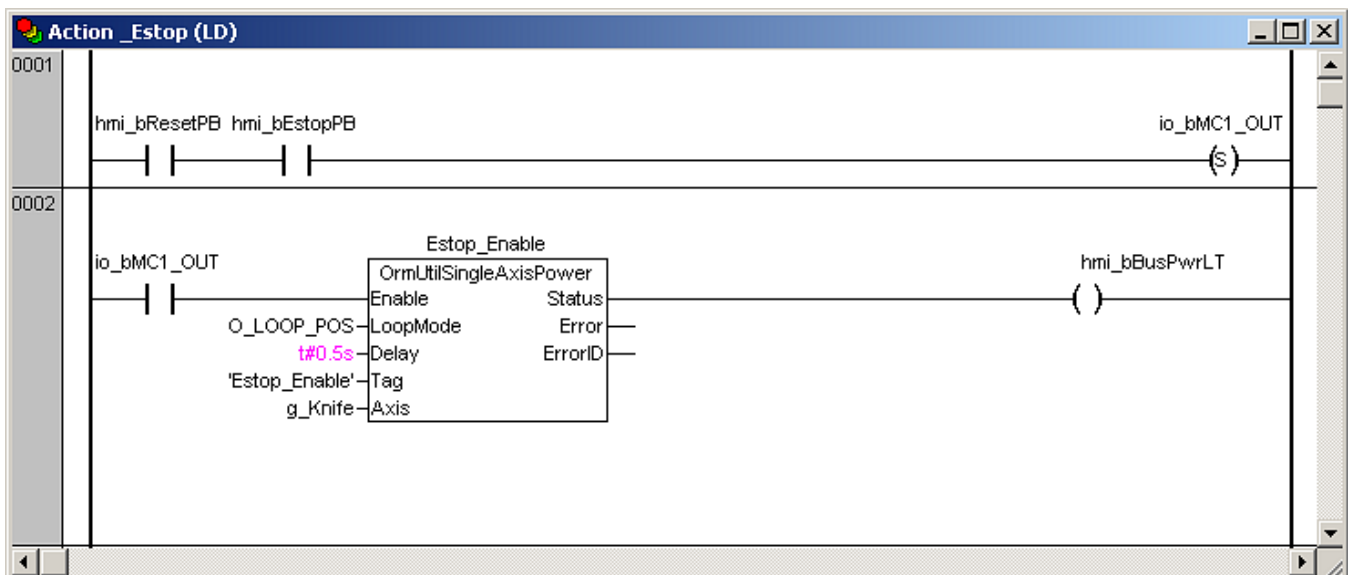 Action _Estop (LD)
0001
hmi_bResetPB hmi_bEstopPB io_bMC1_OUT
S
0002
Estop_Enable
io_bMC1_OUT OrmUtilSingleAxisPower hmi_bBusPwrLT
Enable Status
O_LOOP_POS LoopMode Error
t#0.5s Delay ErrorID
'Estop_Enable' Tag
g_Knife Axis